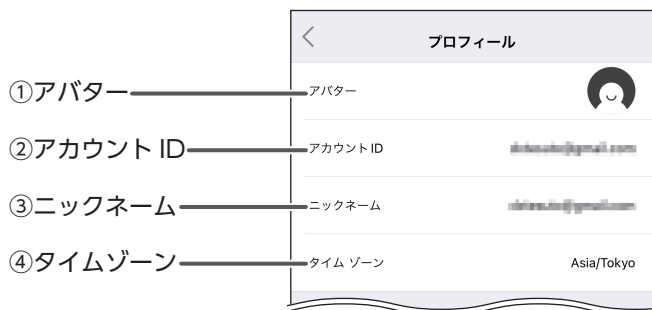 プロフィール
①アバター
アバター
②アカウント ID
アカウント ID
③ニックネーム
ニックネーム
④タイムゾーン
タイム ゾーン
Asia/Tokyo